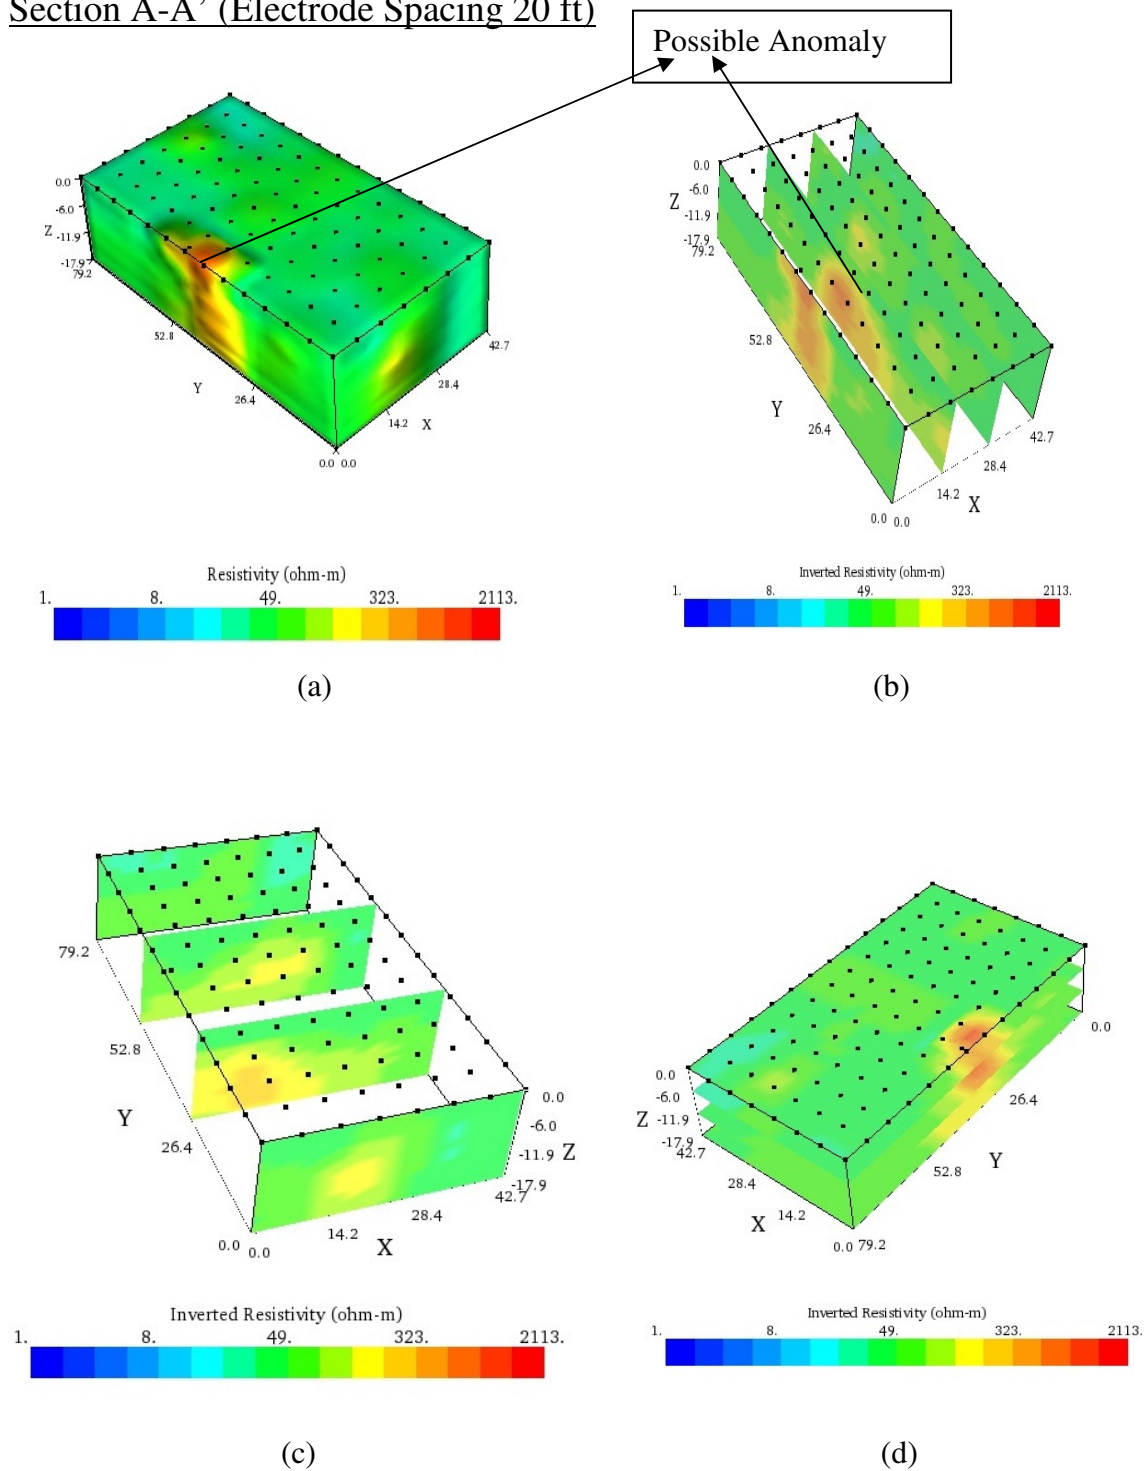 Section A-A’ (Electrode Spacing 20 ft)
Possible Anomaly
0.0
-6.0
Z
-11.9
-17.9
79.2
52.8
Y
26.4
0.0 0.0
14.2 X
28.4
42.7
0.0
Z -6.0
-11.9
-17.9
79.2
52.8
Y
26.4
0.0 0.0
14.2 X
28.4
42.7
Resistivity (ohm-m)
1. 8. 49. 323. 2113.
(a)
Inverted Resistivity (ohm-m)
1. 8. 49. 323. 2113.
(b)
79.2
52.8
Y
26.4
0.0 0.0
14.2 X
28.4
42.7
0.0
-6.0
-11.9 Z
-17.9
0.0
-6.0
Z -11.9
-17.9
42.7
28.4
X 14.2
0.0 79.2
52.8 Y
26.4
0.0
Inverted Resistivity (ohm-m)
1. 8. 49. 323. 2113.
(c)
Inverted Resistivity (ohm-m)
1. 8. 49. 323. 2113.
(d)